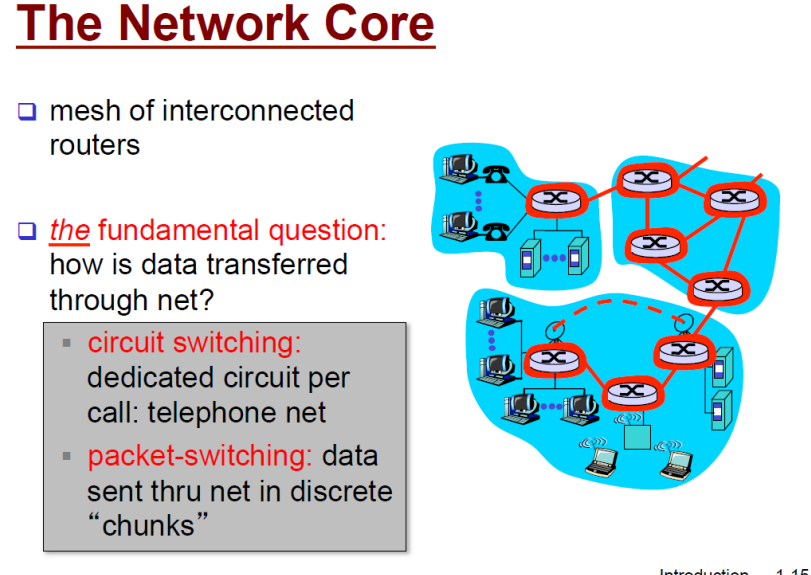 The Network Core
mesh of interconnected
routers
the fundamental question:
how is data transferred
through net?
circuit switching:
dedicated circuit per
call: telephone net
packet-switching: data
sent thru net in discrete
“chunks”
Introduction 1-15